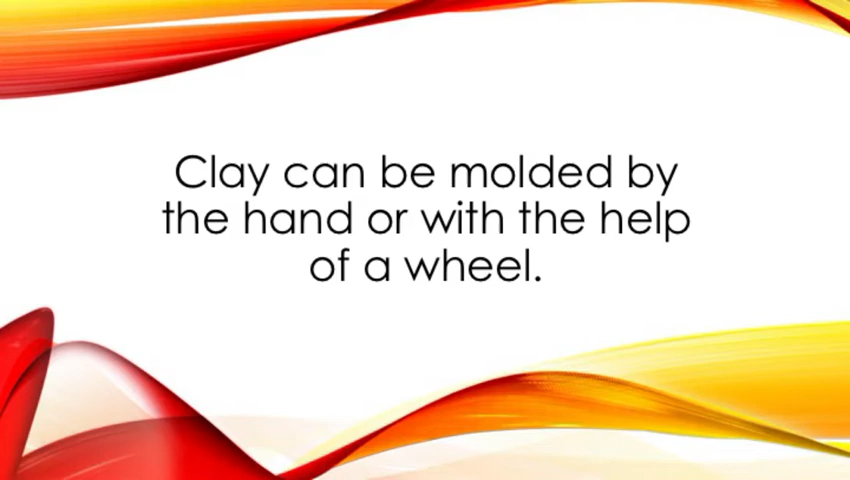 Clay can be molded by
the hand or with the help
of a wheel.